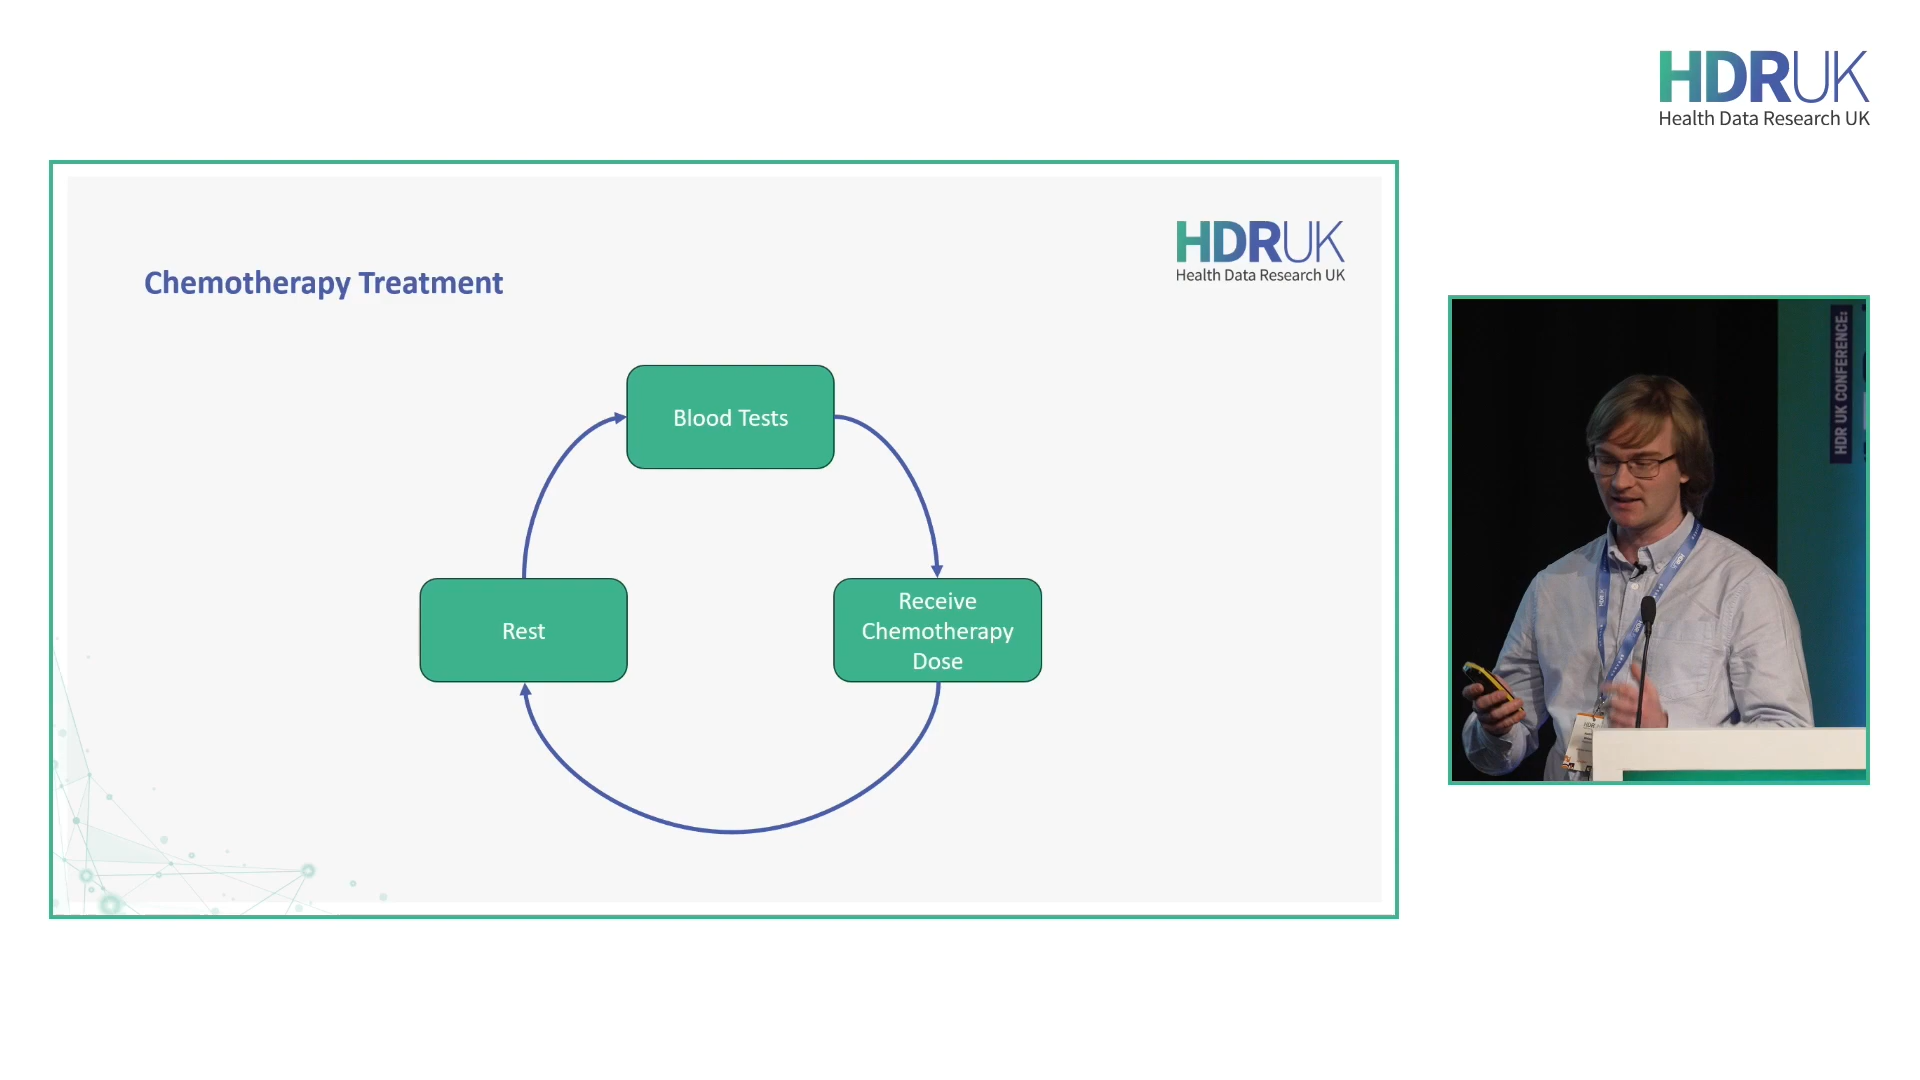 HDRUK
Health Data Research UK
HDRUK
Health Data Research UK
Chemotherapy Treatment
Blood Tests
Receive
Chemotherapy
Dose
Rest
HDR UK CONFERENCE: